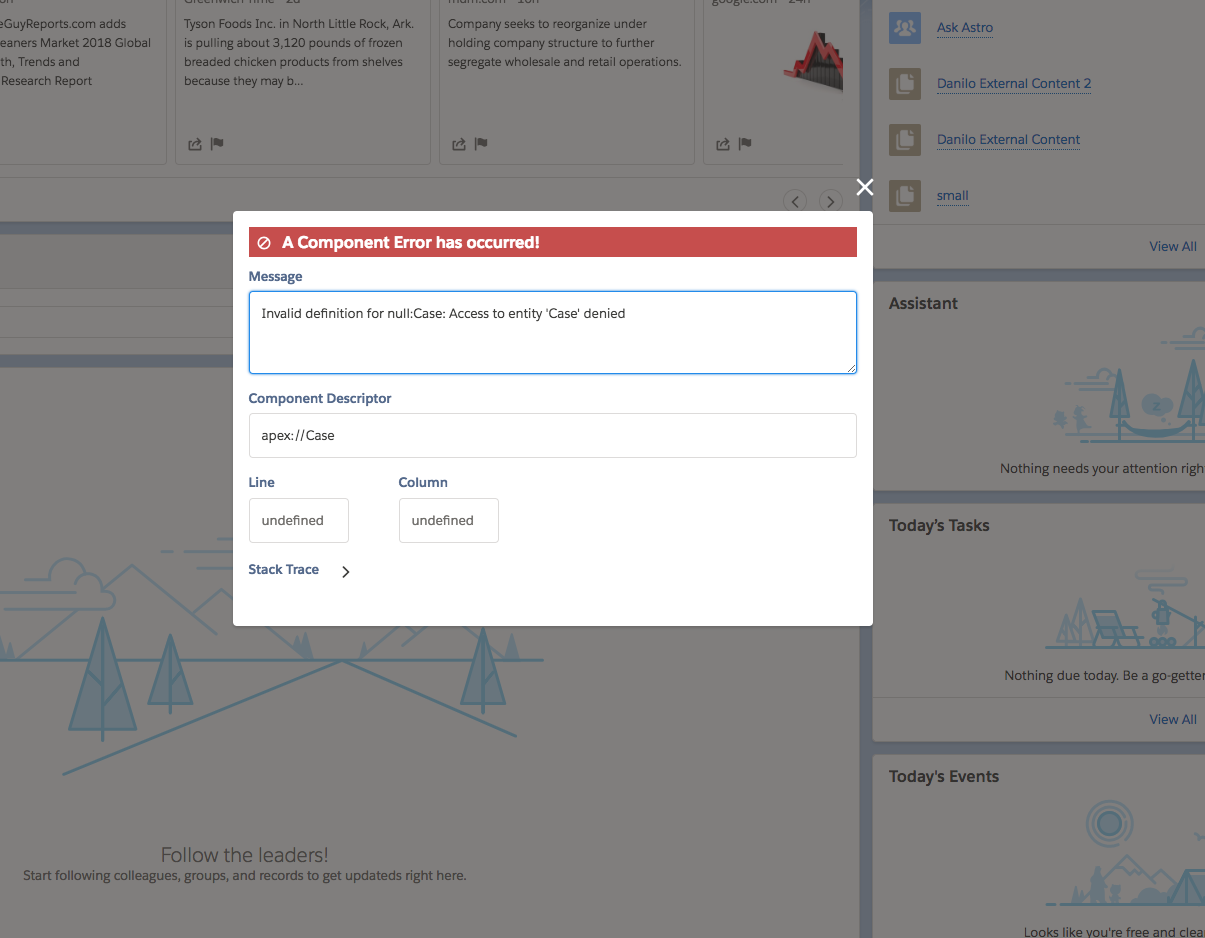 eGuyReports.com adds
eaners Market 2018 Global
th, Trends and
Research Report
Greenwich Time - 2d
Tyson Foods Inc. in North Little Rock, Ark.
is pulling about 3,120 pounds of frozen
breaded chicken products from shelves
because they may b...
Company seeks to reorganize under
holding company structure to further
segregate wholesale and retail operations.
google.com - 24h
Ask Astro
Danilo External Content 2
Danilo External Content
small
View All
A Component Error has occurred!
Message
Invalid definition for null:Case: Access to entity 'Case' denied
Component Descriptor
apex://Case
Line
Column
undefined
undefined
Stack Trace
Assistant
Nothing needs your attention righ
Today's Tasks
Nothing due today. Be a go-getter
View All
Today's Events
Looks like you're free and clea
Follow the leaders!
Start following colleagues, groups, and records to get updateds right here.